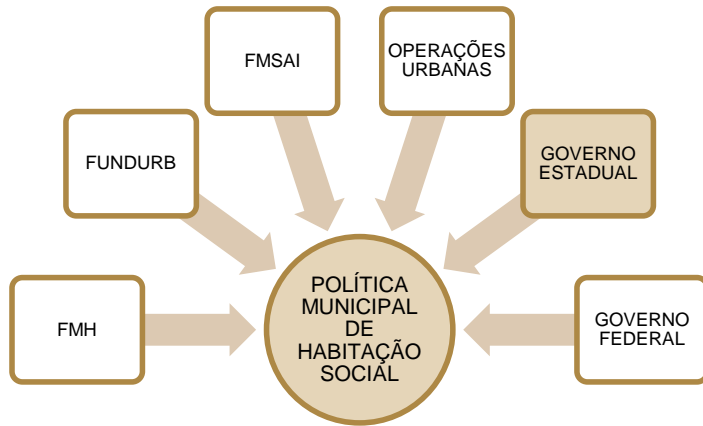 FMSAI
OPERAÇÕES
URBANAS
FUNDURB
GOVERNO
ESTADUAL
FMH
POLÍTICA
MUNICIPAL
DE
HABITAÇÃO
SOCIAL
GOVERNO
FEDERAL